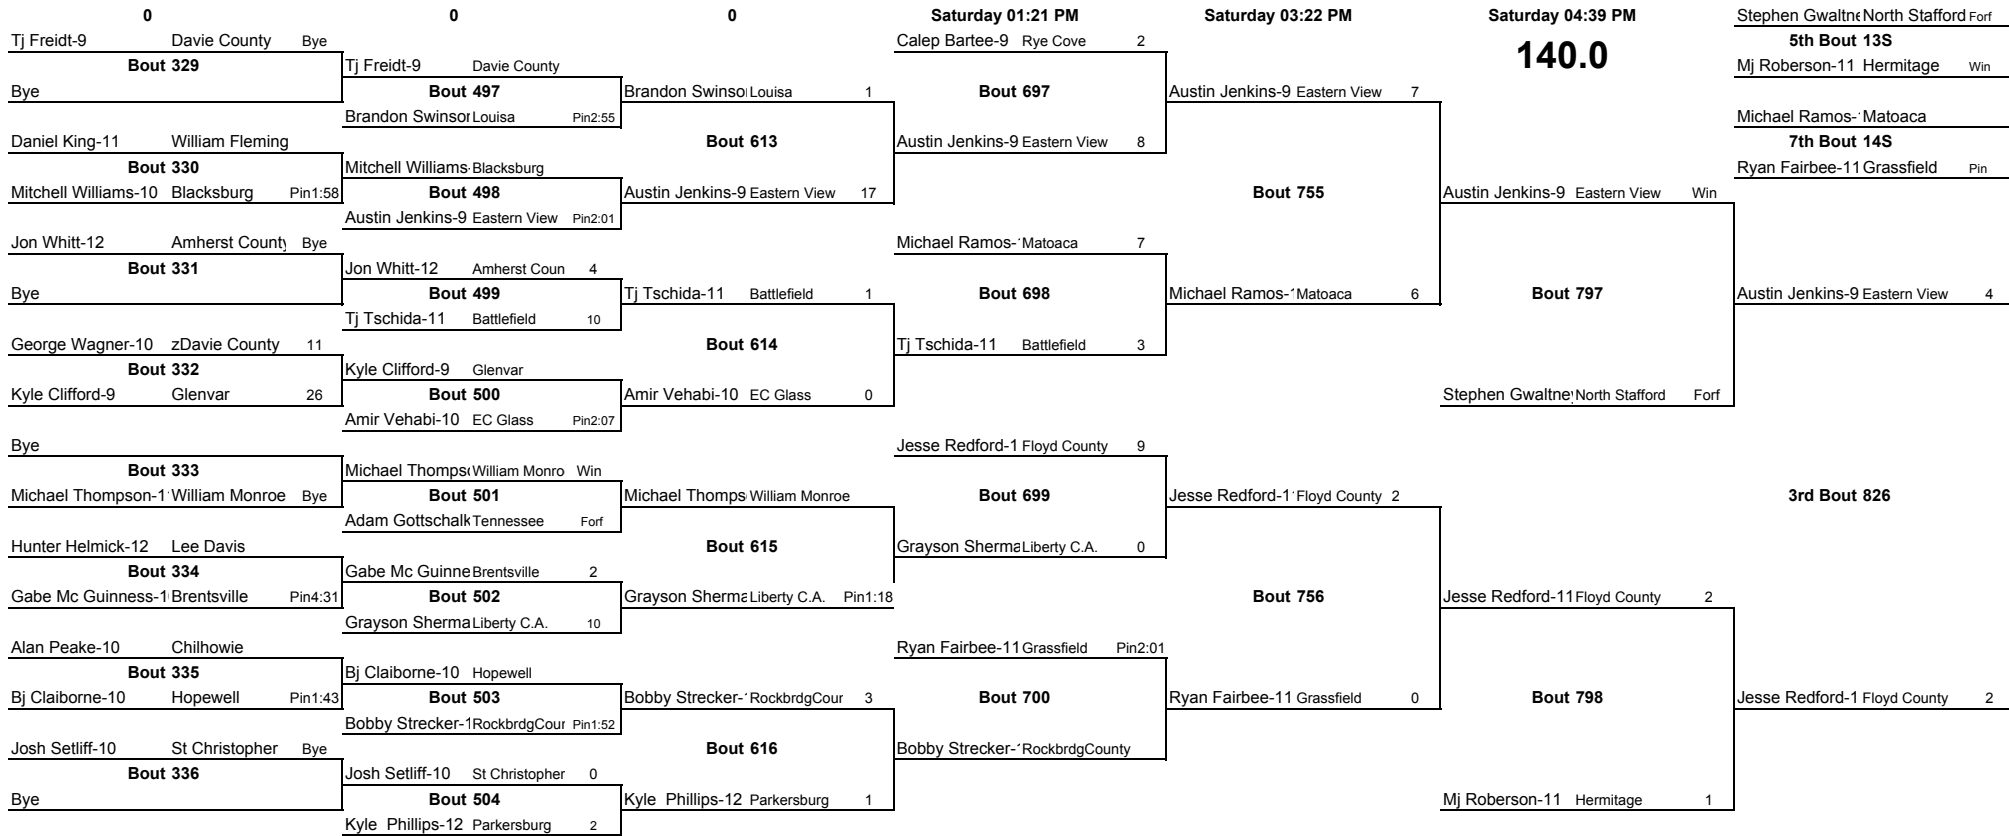 0 0 0 Saturday 01:21 PM Saturday 03:22 PM Saturday 04:39 PM Stephen Gwaltne North Stafford Forf
Tj Freidt-9 Davie County Bye Calep Bartee-9 Rye Cove 2 140.0 5th Bout 13S
Bout 329 Tj Freidt-9 Davie County Mj Roberson-11 Hermitage Win
Bye Bout 497 Brandon Swinso Louisa 1 Bout 697 Austin Jenkins-9 Eastern View 7
Brandon Swinson Louisa Pin2:55 Michael Ramos- Matoaca
Daniel King-11 William Fleming Bout 613 Austin Jenkins-9 Eastern View 8 7th Bout 14S
Bout 330 Mitchell Williams- Blacksburg Ryan Fairbee-11 Grassfield Pin
Mitchell Williams-10 Blacksburg Pin1:58 Bout 498 Austin Jenkins-9 Eastern View 17 Bout 755 Austin Jenkins-9 Eastern View Win
Austin Jenkins-9 Eastern View Pin2:01
Jon Whitt-12 Amherst County Bye Michael Ramos-1 Matoaca 7
Bout 331 Jon Whitt-12 Amherst Coun 4
Bye Bout 499 Tj Tschida-11 Battlefield 1 Bout 698 Michael Ramos-1 Matoaca 6 Bout 797 Austin Jenkins-9 Eastern View 4
Tj Tschida-11 Battlefield 10
George Wagner-10 zDavie County 11 Bout 614 Tj Tschida-11 Battlefield 3
Bout 332 Kyle Clifford-9 Glenvar
Kyle Clifford-9 Glenvar 26 Bout 500 Amir Vehabi-10 EC Glass 0 Stephen Gwaltney North Stafford Forf
Amir Vehabi-10 EC Glass Pin2:07
Bye Jesse Redford-1 Floyd County 9
Bout 333 Michael Thompso William Monro Win
Michael Thompson-1 William Monroe Bye Bout 501 Michael Thomps William Monroe Bout 699 Jesse Redford-1 Floyd County 2 3rd Bout 826
Adam Gottschalk Tennessee Forf
Hunter Helmick-12 Lee Davis Bout 615 Grayson Sherma Liberty C.A. 0
Bout 334 Gabe Mc Guinne Brentsville 2
Gabe Mc Guinness-1 Brentsville Pin4:31 Bout 502 Grayson Sherma Liberty C.A. Pin1:18 Bout 756 Jesse Redford-11 Floyd County 2
Grayson Sherma Liberty C.A. 10
Alan Peake-10 Chilhowie Ryan Fairbee-11 Grassfield Pin2:01
Bout 335 Bj Claiborne-10 Hopewell
Bj Claiborne-10 Hopewell Pin1:43 Bout 503 Bobby Strecker-1 RockbrdgCour 3 Bout 700 Ryan Fairbee-11 Grassfield 0 Bout 798 Jesse Redford-1 Floyd County 2
Bobby Strecker-1 RockbrdgCour Pin1:52
Josh Setliff-10 St Christopher Bye Bout 616 Bobby Strecker-1 RockbrdgCounty
Bout 336 Josh Setliff-10 St Christopher 0
Bye Bout 504 Kyle Phillips-12 Parkersburg 1 Mj Roberson-11 Hermitage 1
Kyle Phillips-12 Parkersburg 2